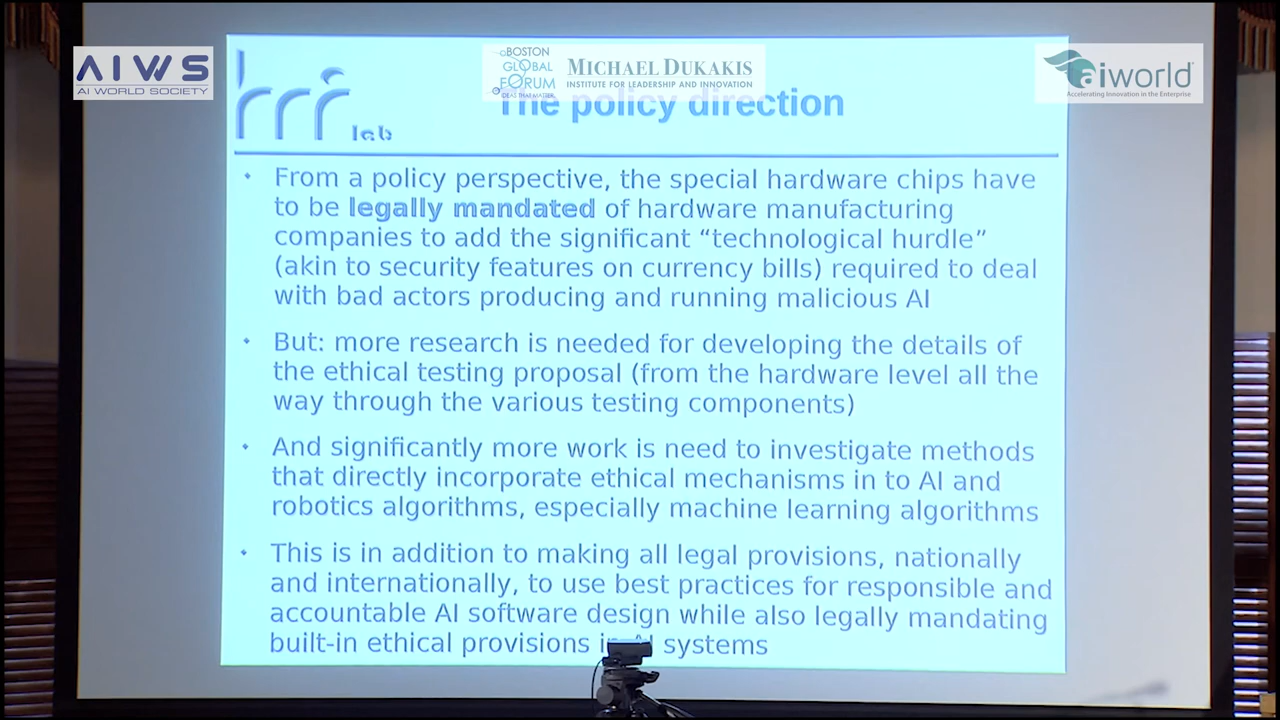 AIWS
AI WORLD SOCIETY
BOSTON
GLOBAL
FORUM
IDEAS THAT MATTER
MICHAEL DUKAKIS
INSTITUTE FOR LEADERSHIP AND INNOVATION
aiworld
Accelerating Innovation in the Enterprise
hri
lab
The policy direction
• From a policy perspective, the special hardware chips have
to be legally mandated of hardware manufacturing
companies to add the significant “technological hurdle”
(akin to security features on currency bills) required to deal
with bad actors producing and running malicious AI
• But: more research is needed for developing the details of
the ethical testing proposal (from the hardware level all the
way through the various testing components)
• And significantly more work is need to investigate methods
that directly incorporate ethical mechanisms in to AI and
robotics algorithms, especially machine learning algorithms
• This is in addition to making all legal provisions, nationally
and internationally, to use best practices for responsible and
accountable AI software design while also legally mandating
built-in ethical provisions in AI systems